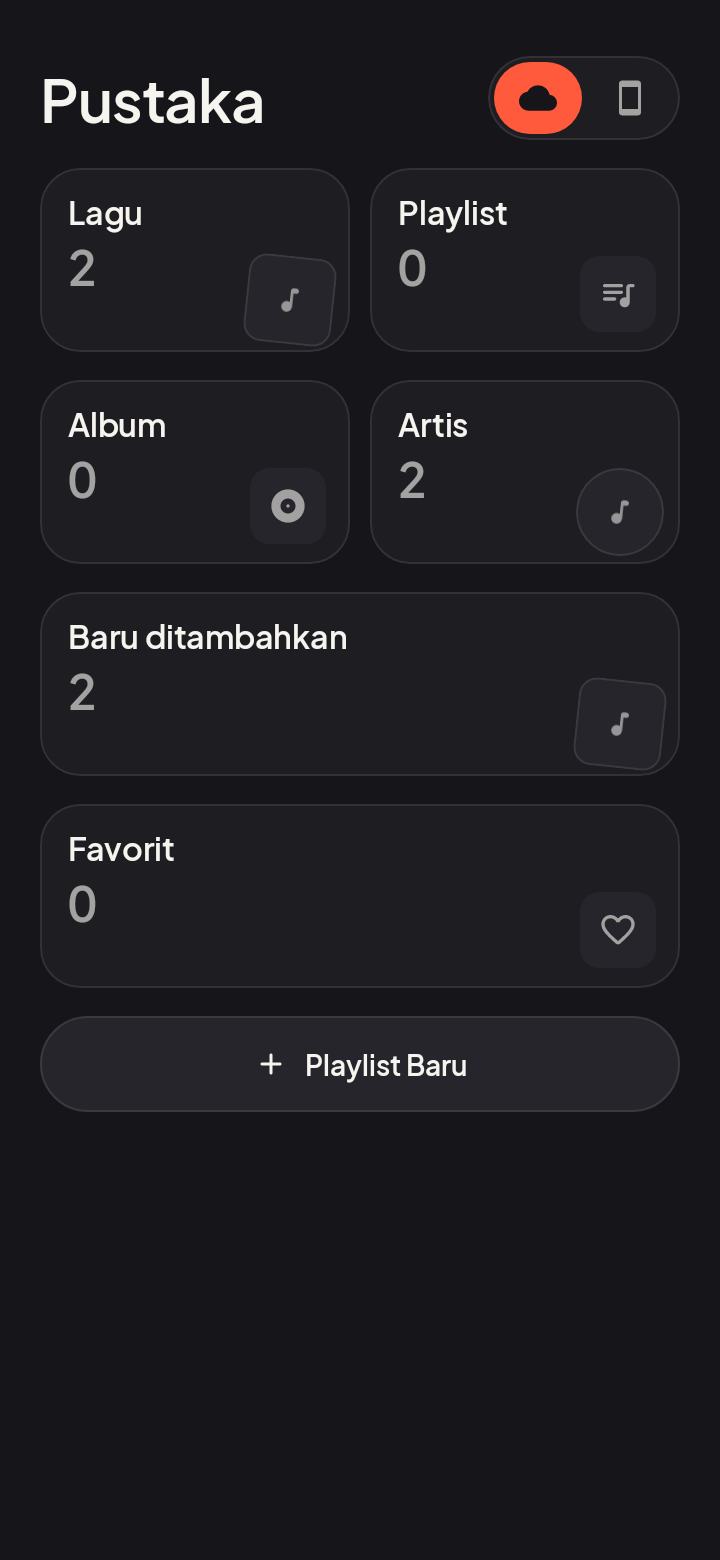 Pustaka
Lagu
2
Playlist
0
Album
0
Artis
2
Baru ditambahkan
2
Favorit
0
Playlist Baru